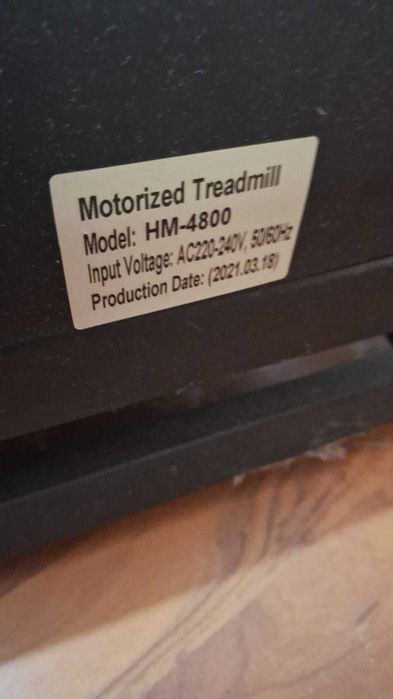 Motorized Treadmill
Model: HM-4800
Input Voltage: AC220-240V, 50/60Hz
Production Date: (2021.03.18)